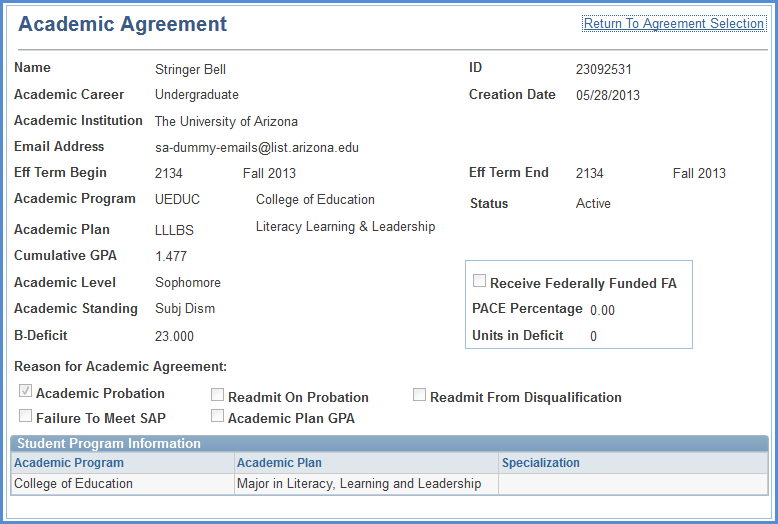 Academic Agreement Return To Agreement Selection
Name Stringer Bell ID 23092531
Academic Career Undergraduate Creation Date 05/28/2013
Academic Institution The University of Arizona
Email Address sa-dummy-emails@list.arizona.edu
Eff Term Begin 2134 Fall 2013 Eff Term End 2134 Fall 2013
Academic Program UEDUC College of Education Status Active
Academic Plan LLLBS Literacy Learning & Leadership
Cumulative GPA 1.477
Academic Level Sophomore Receive Federally Funded FA
Academic Standing Subj Dism PACE Percentage 0.00
B-Deficit 23.000 Units in Deficit 0
Reason for Academic Agreement:
Academic Probation Readmit On Probation Readmit From Disqualification
Failure To Meet SAP Academic Plan GPA
Student Program Information
Academic Program Academic Plan Specialization
College of Education Major in Literacy, Learning and Leadership